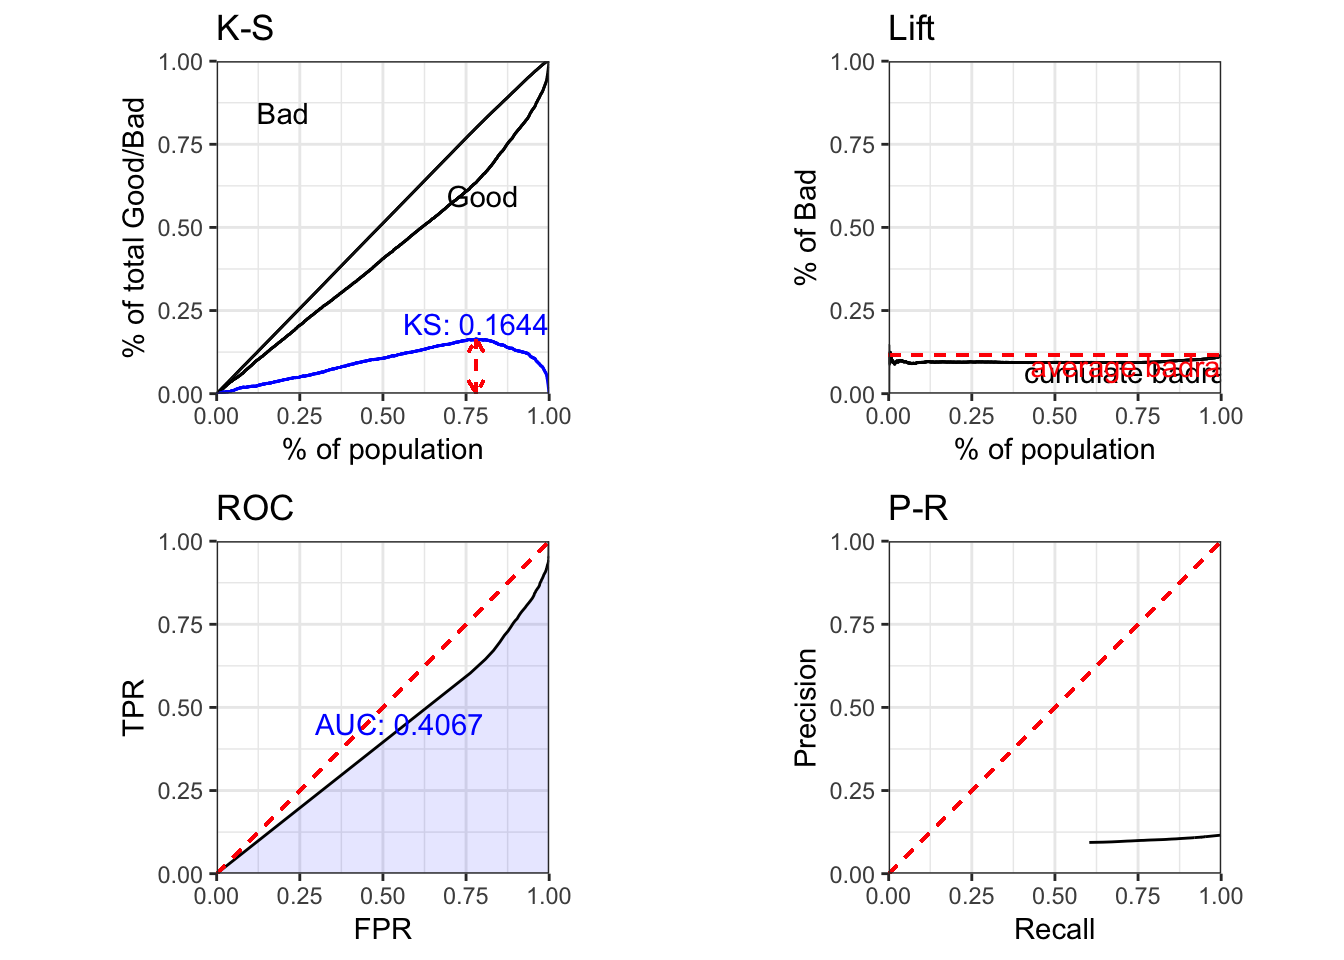 K-S
% of total Good/Bad
1.00
0.75
0.50
0.25
0.00
Bad
Good
KS: 0.1644
0.00 0.25 0.50 0.75 1.00
% of population
Lift
% of Bad
1.00
0.75
0.50
0.25
0.00
average badra
cumulate badra
0.00 0.25 0.50 0.75 1.00
% of population
ROC
TPR
1.00
0.75
0.50
0.25
0.00
AUC: 0.4067
0.00 0.25 0.50 0.75 1.00
FPR
P-R
Precision
1.00
0.75
0.50
0.25
0.00
0.00 0.25 0.50 0.75 1.00
Recall